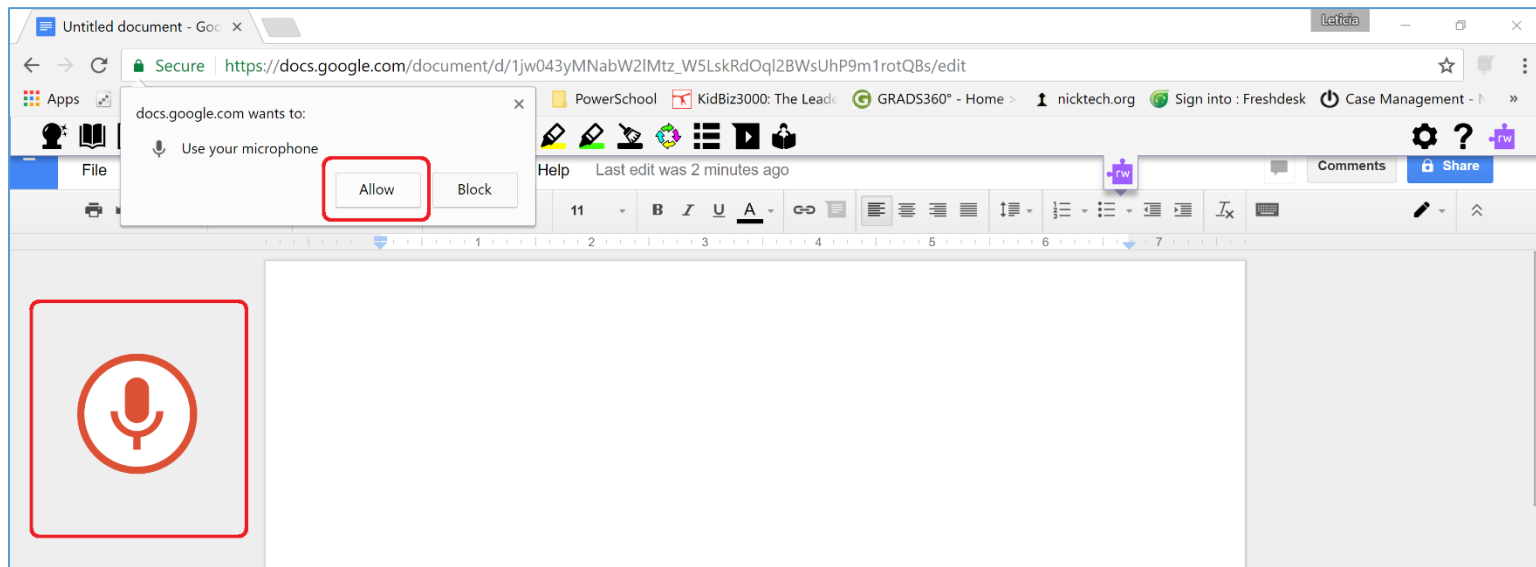 Untitled document - Goo
Leticia
Secure https://docs.google.com/document/d/1jw043yMNabW2lMtz_W5LskRdOql2BWsUhP9m1rotQBs/edit
Apps PowerSchool KidBiz3000: The Leade GRADS360° - Home > nicktech.org Sign into : Freshdesk Case Management - N »
docs.google.com wants to:
Use your microphone
Allow Block
rw
File Help Last edit was 2 minutes ago rw Comments Share
11 B I U A
1 2 3 4 5 6 7